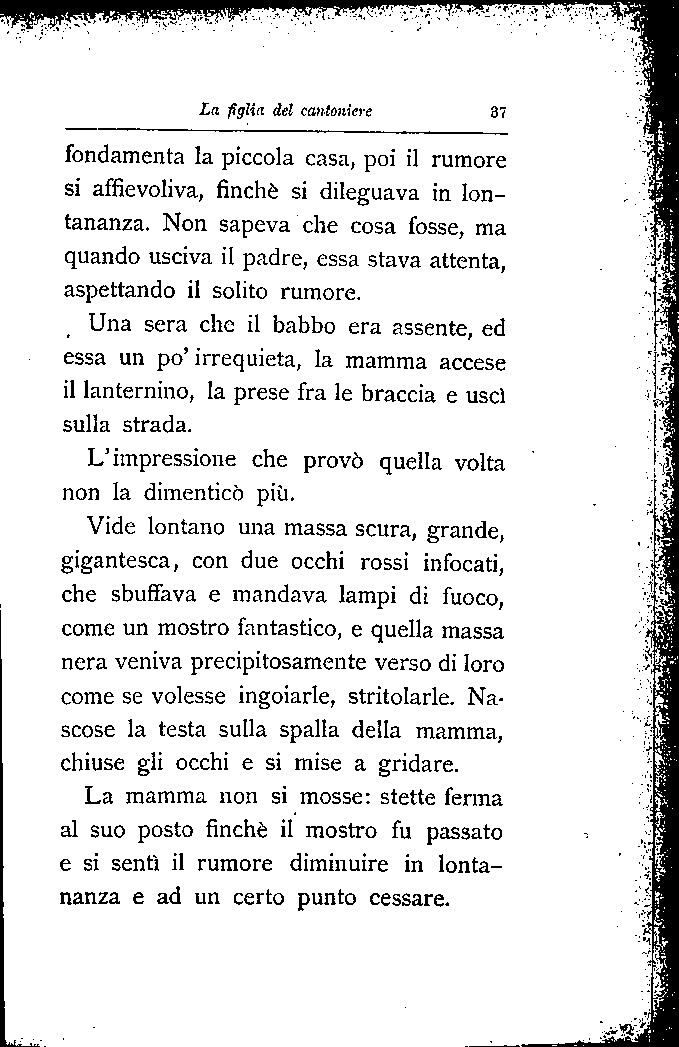 La figlia del cantoniere 37
fondamenta la piccola casa, poi il rumore
si affievoliva, finchè si dileguava in lon-
tananza. Non sapeva che cosa fosse, ma
quando usciva il padre, essa stava attenta,
aspettando il solito rumore.
Una sera che il babbo era assente, ed
essa un po' irrequieta, la mamma accese
il lanternino, la prese fra le braccia e uscì
sulla strada.
L'impressione che provò quella volta
non la dimenticò più.
Vide lontano una massa scura, grande,
gigantesca, con due occhi rossi infocati,
che sbuffava e mandava lampi di fuoco,
come un mostro fantastico, e quella massa
nera veniva precipitosamente verso di loro
come se volesse ingoiarle, stritolarle. Na-
scose la testa sulla spalla della mamma,
chiuse gli occhi e si mise a gridare.
La mamma non si mosse: stette ferma
al suo posto finchè il mostro fu passato
e si sentì il rumore diminuire in lonta-
nanza e ad un certo punto cessare.